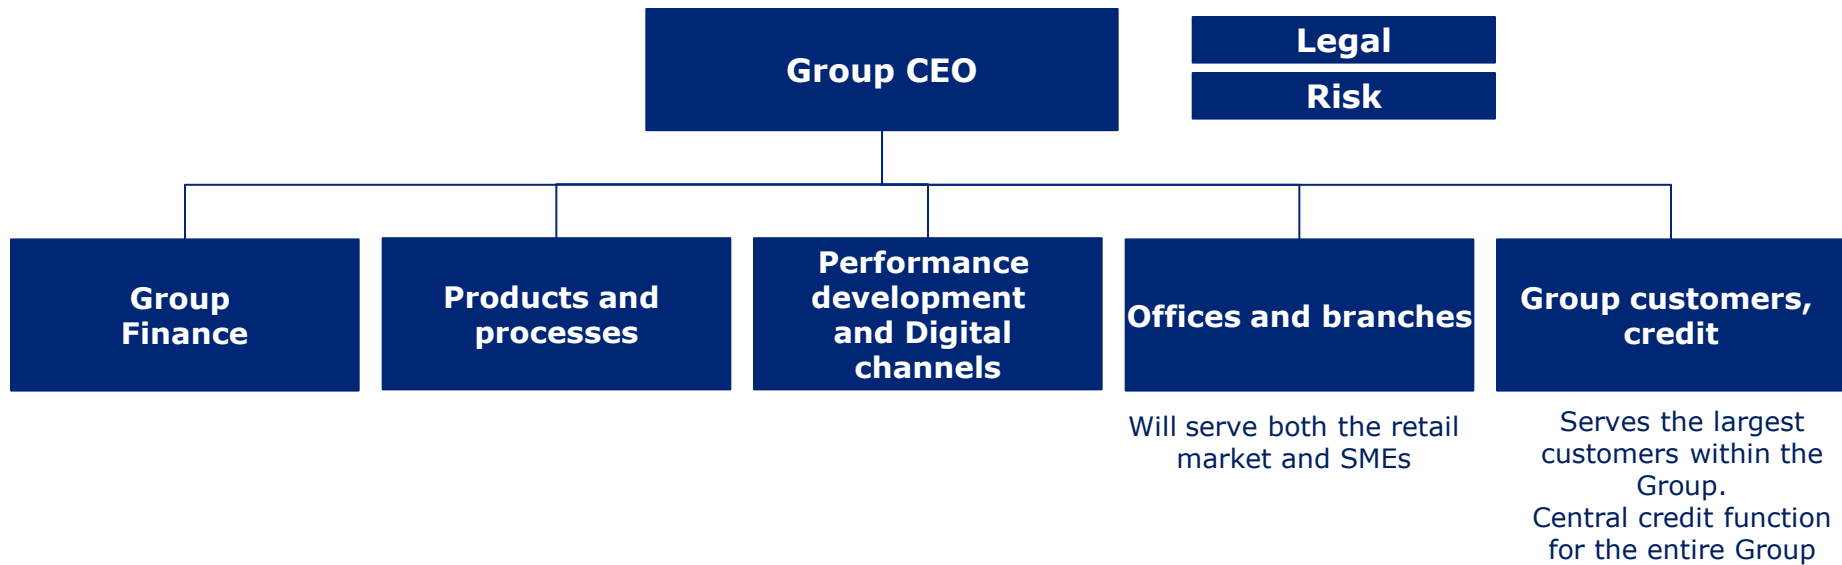 Group CEO
Legal
Risk
Group
Finance
Products and
processes
Performance
development
and Digital
channels
Offices and branches
Group customers,
credit
Will serve both the retail
market and SMEs
Serves the largest
customers within the
Group.
Central credit function
for the entire Group